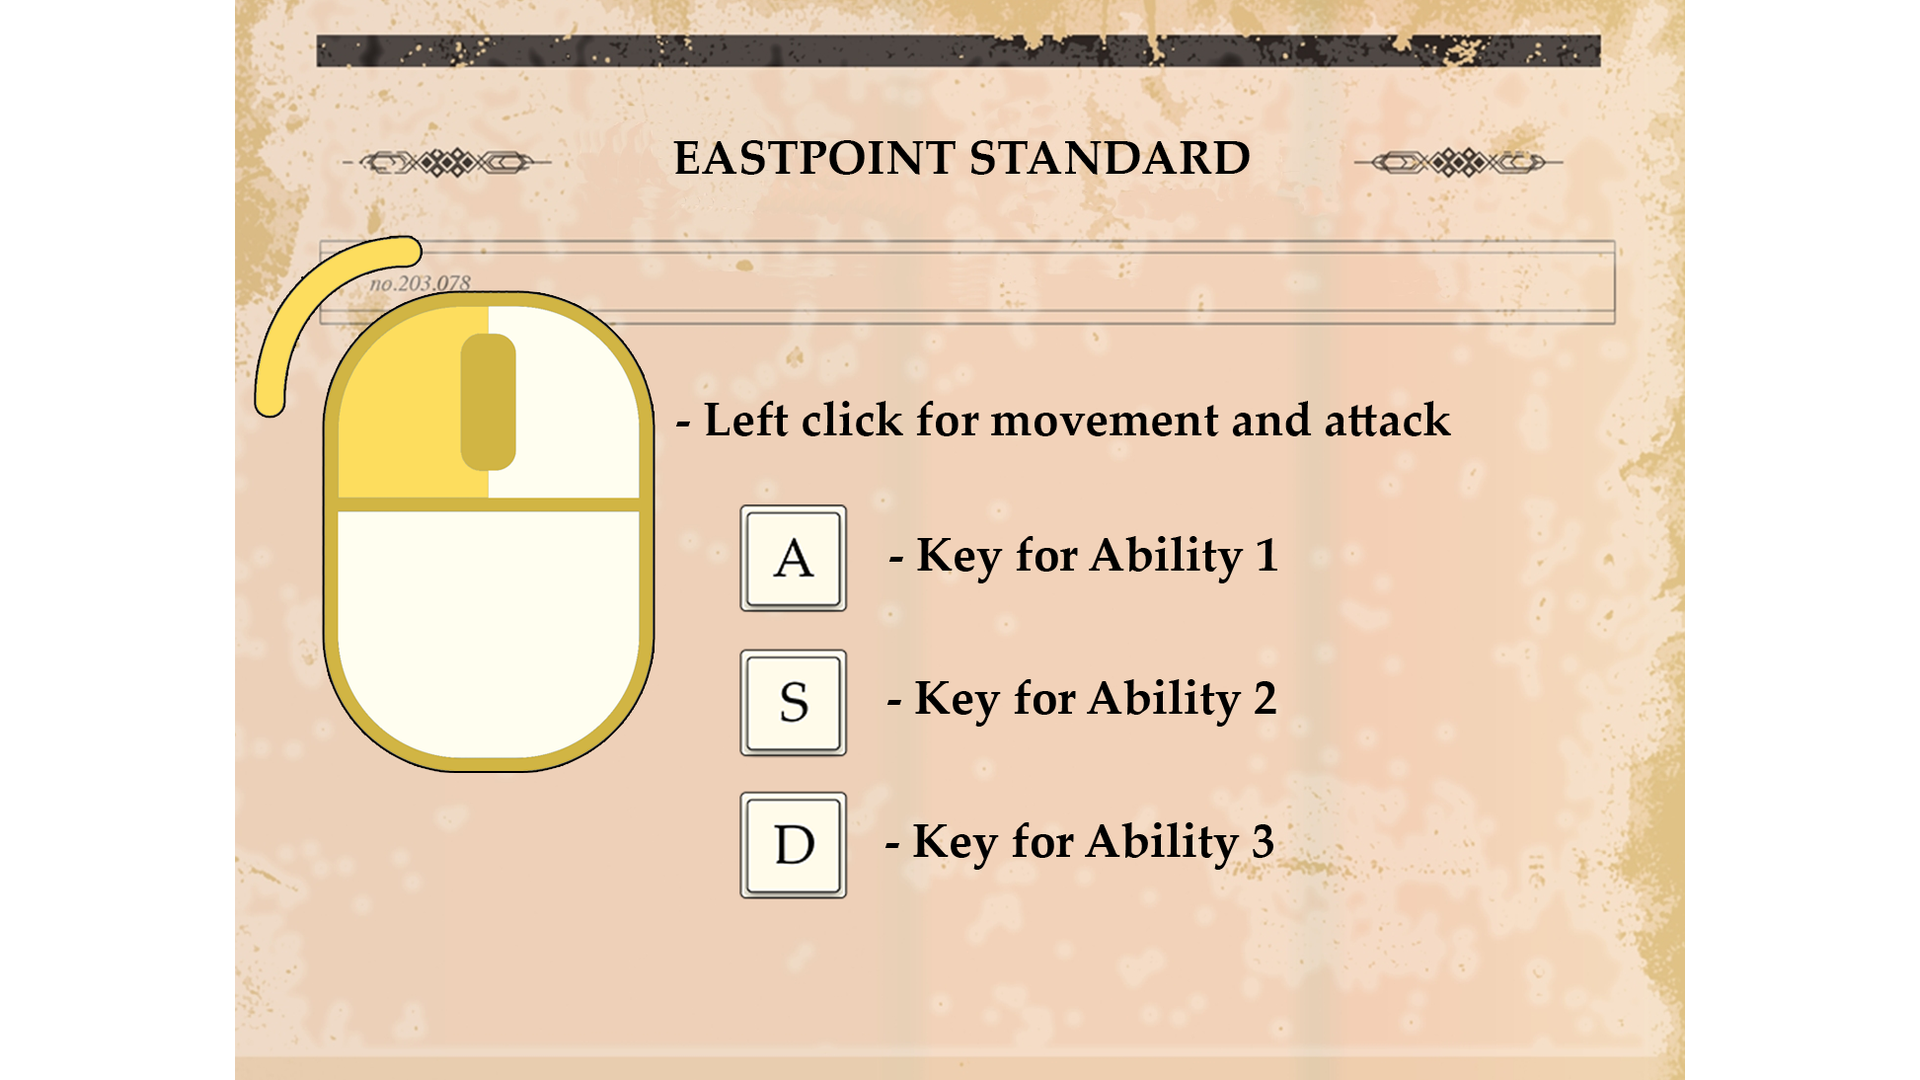 EASTPOINT STANDARD
no.203.078
- Left click for movement and attack
A - Key for Ability 1
S - Key for Ability 2
D - Key for Ability 3